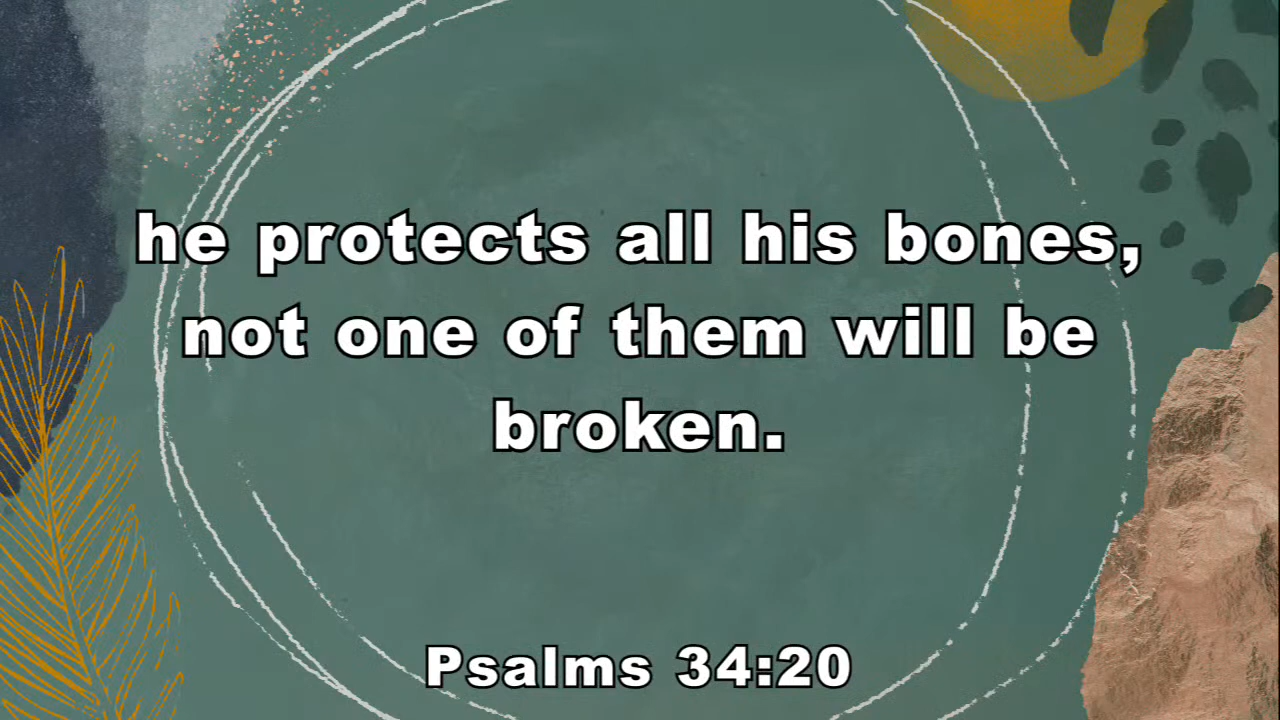 he protects all his bones,
not one of them will be
broken.
Psalms 34:20